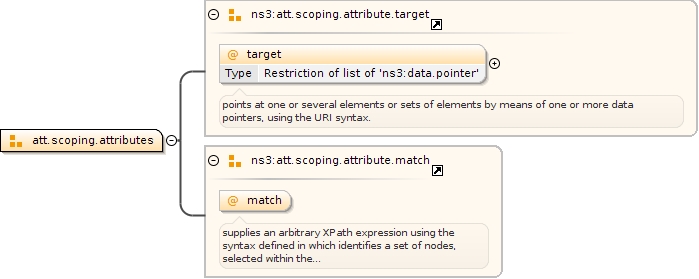 ns3:att.scoping.attribute.target
@ target
Type Restriction of list of 'ns3:data.pointer'
points at one or several elements or sets of elements by means of one or more data
pointers, using the URI syntax.
att.scoping.attributes
ns3:att.scoping.attribute.match
@ match
supplies an arbitrary XPath expression using the
syntax defined in which identifies a set of nodes,
selected within the...